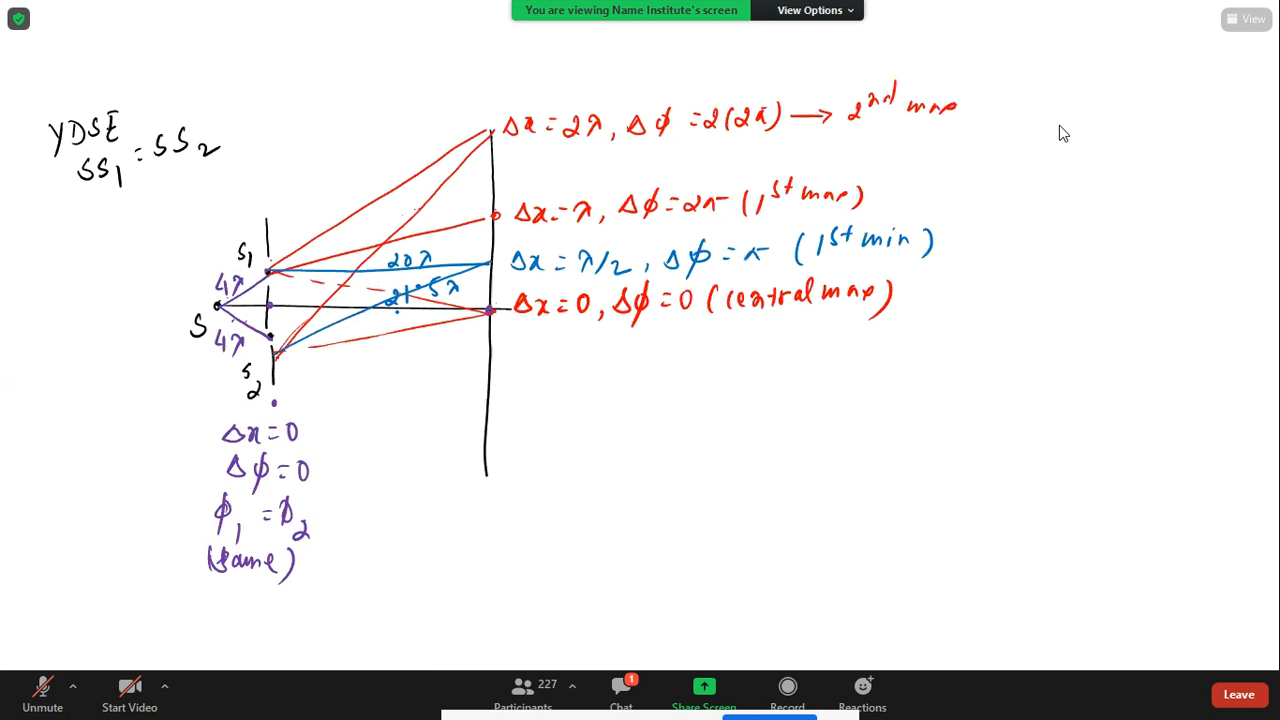 You are viewing Name Institute's screen
View Options
View
YDSE
SS₁ = SS₂
Δx = 2λ, Δϕ = 2(2π) → 2nd max
Δx = λ, Δϕ = 2π (1st max)
Δx = λ/2, Δϕ = π (1st min)
Δx = 0, Δϕ = 0 (central max)
S₁
20λ
4λ
21.5λ
S
4λ
S₂
Δx = 0
Δϕ = 0
ϕ₁ = ϕ₂
(same)
Unmute
Start Video
227
Participants
1
Chat
Share Screen
Record
Reactions
Leave